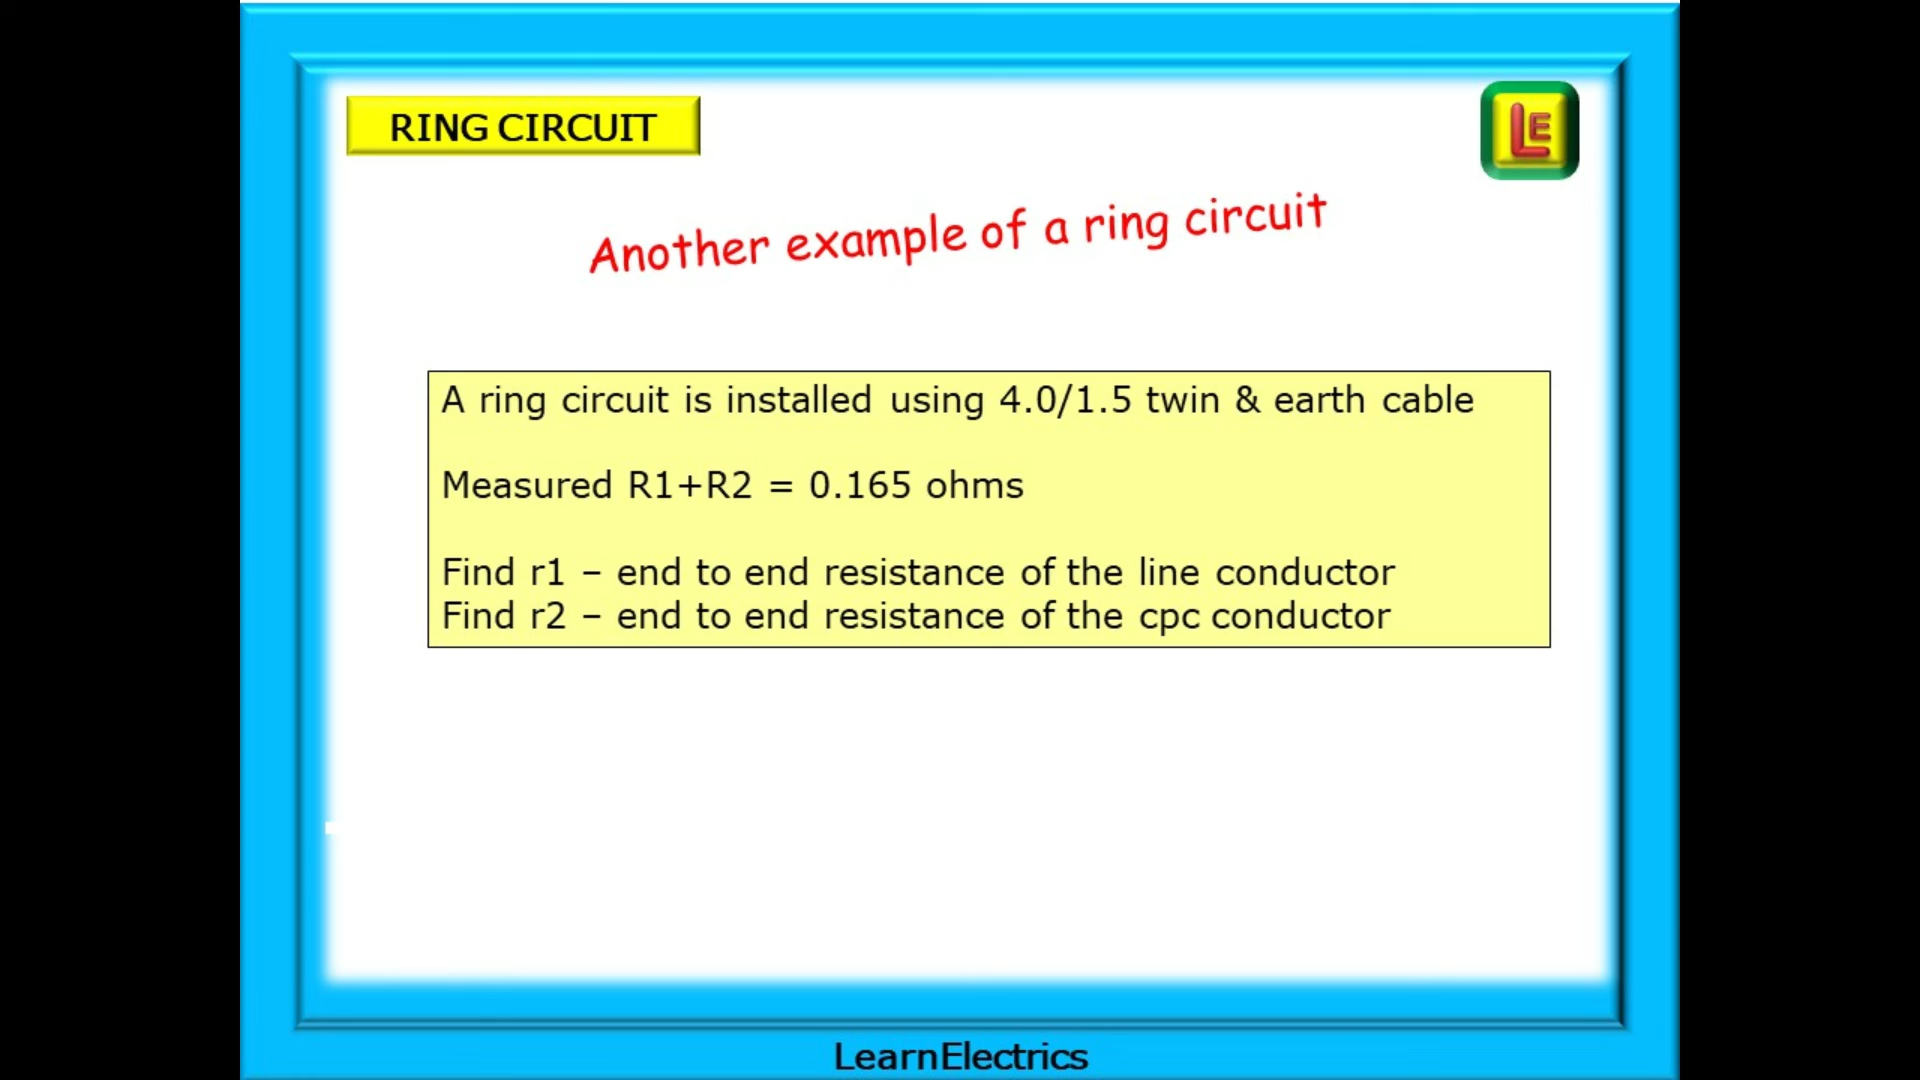 RING CIRCUIT
LE
Another example of a ring circuit
A ring circuit is installed using 4.0/1.5 twin & earth cable
Measured R1+R2 = 0.165 ohms
Find r1 – end to end resistance of the line conductor
Find r2 – end to end resistance of the cpc conductor
LearnElectrics